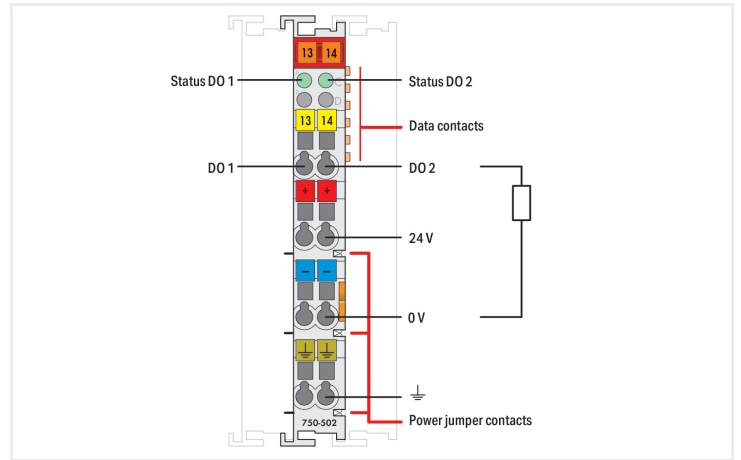 13 14
Status DO 1
Status DO 2
C
D
13 14
Data contacts
DO 1
DO 2
+ +
24 V
− −
0 V
750-502
Power jumper contacts